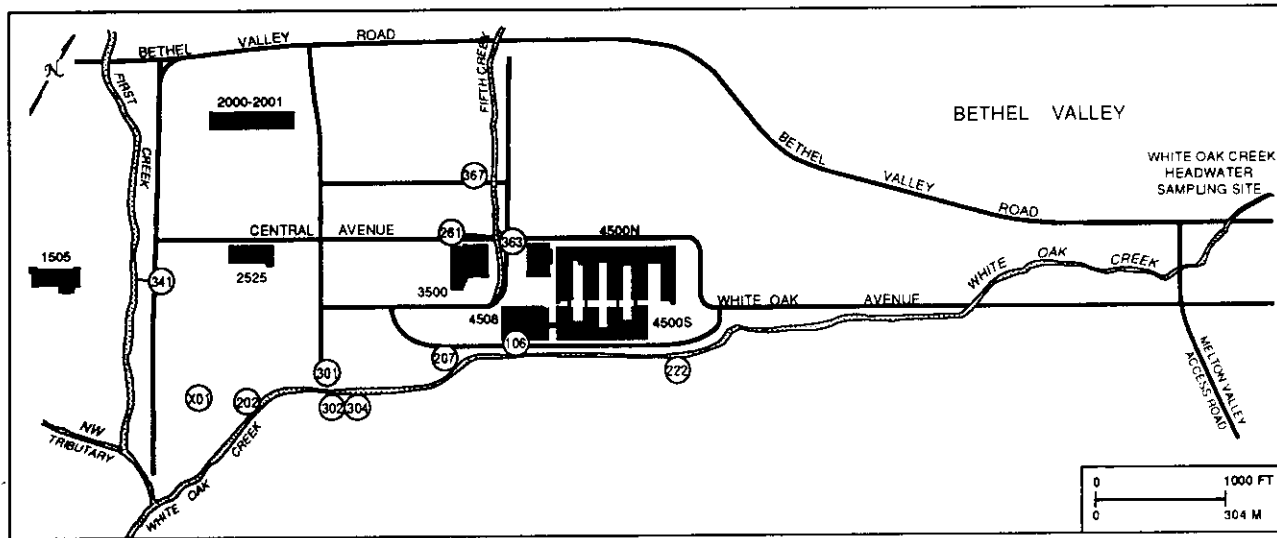 N
BETHEL VALLEY ROAD
FIRST CREEK
2000-2001
FIFTH CREEK
BETHEL VALLEY
BETHEL VALLEY ROAD
WHITE OAK CREEK
HEADWATER
SAMPLING SITE
367
CENTRAL AVENUE
261
363
4500N
1505
341
2525
3500
WHITE OAK CREEK
WHITE OAK AVENUE
4508
4500S
106
207
222
MELTON VALLEY
ACCESS ROAD
301
X01
202
302
304
NW
TRIBUTARY
WHITE OAK CREEK
0 1000 FT
0 304 M